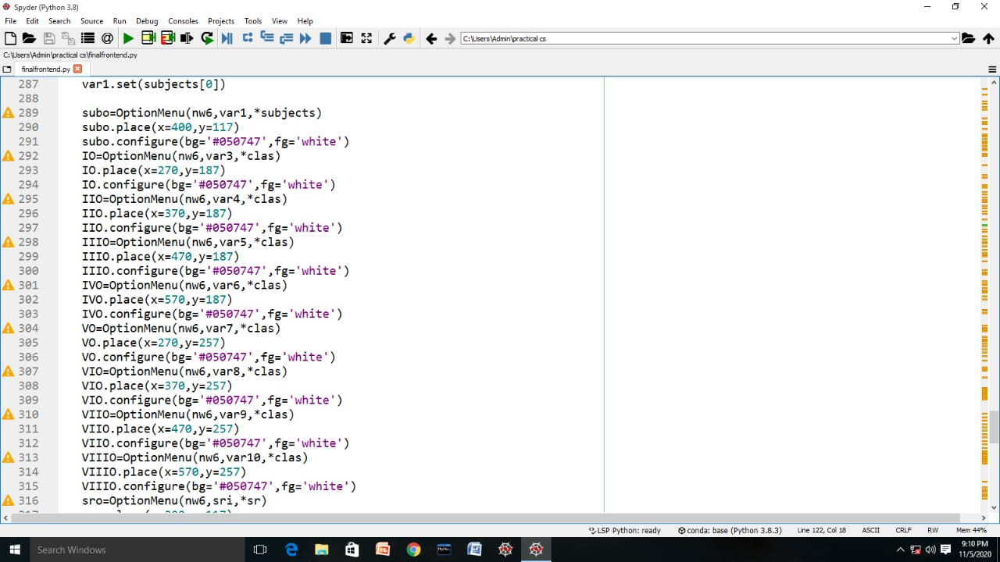 Spyder (Python 3.8)
File Edit Search Source Run Debug Consoles Projects Tools View Help
C:\Users\Admin\practical cs
C:\Users\Admin\practical cs\finalfrontend.py
finalfrontend.py
287 var1.set(subjects[0])
288
289 subo=OptionMenu(nw6,var1,*subjects)
290 subo.place(x=400,y=117)
291 subo.configure(bg='#050747',fg='white')
292 IO=OptionMenu(nw6,var3,*clas)
293 IO.place(x=270,y=187)
294 IO.configure(bg='#050747',fg='white')
295 IIO=OptionMenu(nw6,var4,*clas)
296 IIO.place(x=370,y=187)
297 IIO.configure(bg='#050747',fg='white')
298 IIIO=OptionMenu(nw6,var5,*clas)
299 IIIO.place(x=470,y=187)
300 IIIO.configure(bg='#050747',fg='white')
301 IVO=OptionMenu(nw6,var6,*clas)
302 IVO.place(x=570,y=187)
303 IVO.configure(bg='#050747',fg='white')
304 VO=OptionMenu(nw6,var7,*clas)
305 VO.place(x=270,y=257)
306 VO.configure(bg='#050747',fg='white')
307 VIO=OptionMenu(nw6,var8,*clas)
308 VIO.place(x=370,y=257)
309 VIO.configure(bg='#050747',fg='white')
310 VIIO=OptionMenu(nw6,var9,*clas)
311 VIIO.place(x=470,y=257)
312 VIIO.configure(bg='#050747',fg='white')
313 VIIIO=OptionMenu(nw6,var10,*clas)
314 VIIIO.place(x=570,y=257)
315 VIIIO.configure(bg='#050747',fg='white')
316 sro=OptionMenu(nw6,sri,*sr)
LSP Python: ready conda: base (Python 3.8.3) Line 122, Col 18 ASCII CRLF RW Mem 44%
Search Windows
9:10 PM
11/5/2020